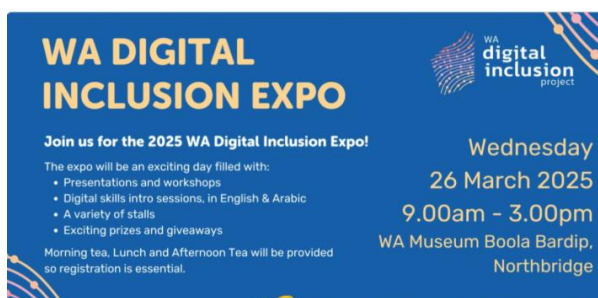 WA DIGITAL
INCLUSION EXPO
WA
digital
inclusion
project
Join us for the 2025 WA Digital Inclusion Expo!
The expo will be an exciting day filled with:
• Presentations and workshops
• Digital skills intro sessions, in English & Arabic
• A variety of stalls
• Exciting prizes and giveaways
Morning tea, Lunch and Afternoon Tea will be provided
so registration is essential.
Wednesday
26 March 2025
9.00am - 3.00pm
WA Museum Boola Bardip,
Northbridge